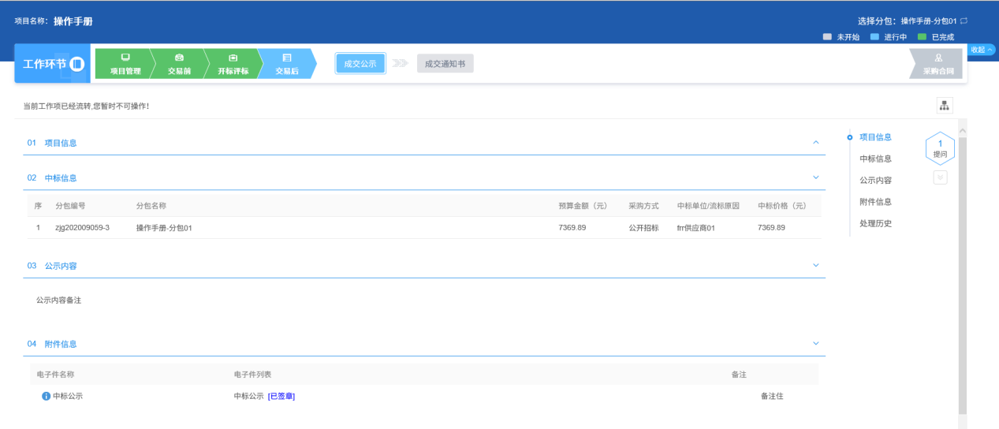 项目名称: 操作手册
选择分包: 操作手册-分包01
未开始 进行中 已完成
收起
工作环节
项目管理 交易前 开标评标 交易后 成交公示 成交通知书 采购合同
当前工作项已经流转,您暂时不可操作!
01 项目信息
02 中标信息
序 分包编号 分包名称 预算金额（元） 采购方式 中标单位/流标原因 中标价格（元）
1 zjg202009059-3 操作手册-分包01 7369.89 公开招标 frr供应商01 7369.89
03 公示内容
公示内容备注
04 附件信息
电子件名称 电子件列表 备注
中标公示 中标公示 [已签章] 备注住
项目信息
中标信息
公示内容
附件信息
处理历史
1
提问